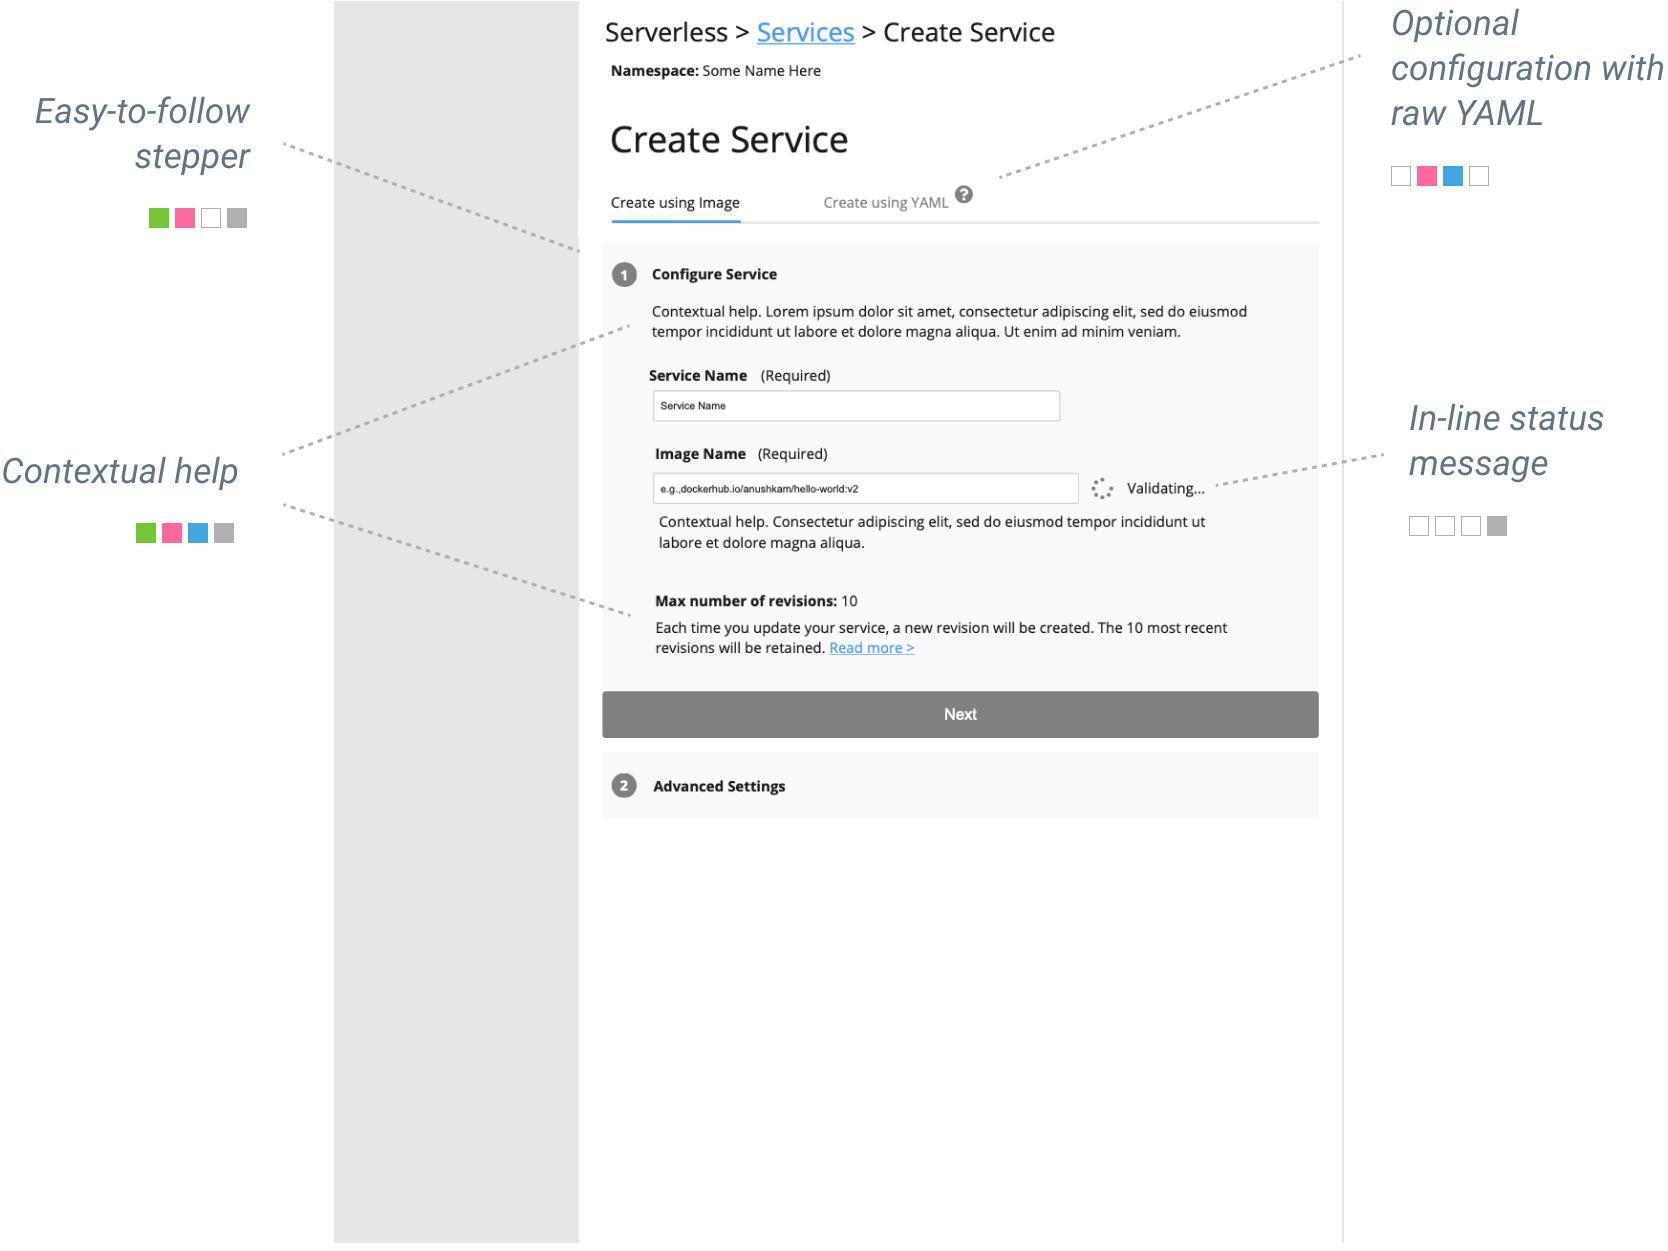 Serverless > Services > Create Service
Namespace: Some Name Here
Optional
configuration with
raw YAML
Easy-to-follow
stepper
Create Service
Create using Image
Create using YAML ?
1 Configure Service
Contextual help. Lorem ipsum dolor sit amet, consectetur adipiscing elit, sed do eiusmod
tempor incididunt ut labore et dolore magna aliqua. Ut enim ad minim veniam.
Service Name (Required)
Service Name
Contextual help
Image Name (Required)
e.g.,dockerhub.io/anushkam/hello-world:v2
Validating...
In-line status
message
Contextual help. Consectetur adipiscing elit, sed do eiusmod tempor incididunt ut
labore et dolore magna aliqua.
Max number of revisions: 10
Each time you update your service, a new revision will be created. The 10 most recent
revisions will be retained. Read more >
Next
2 Advanced Settings